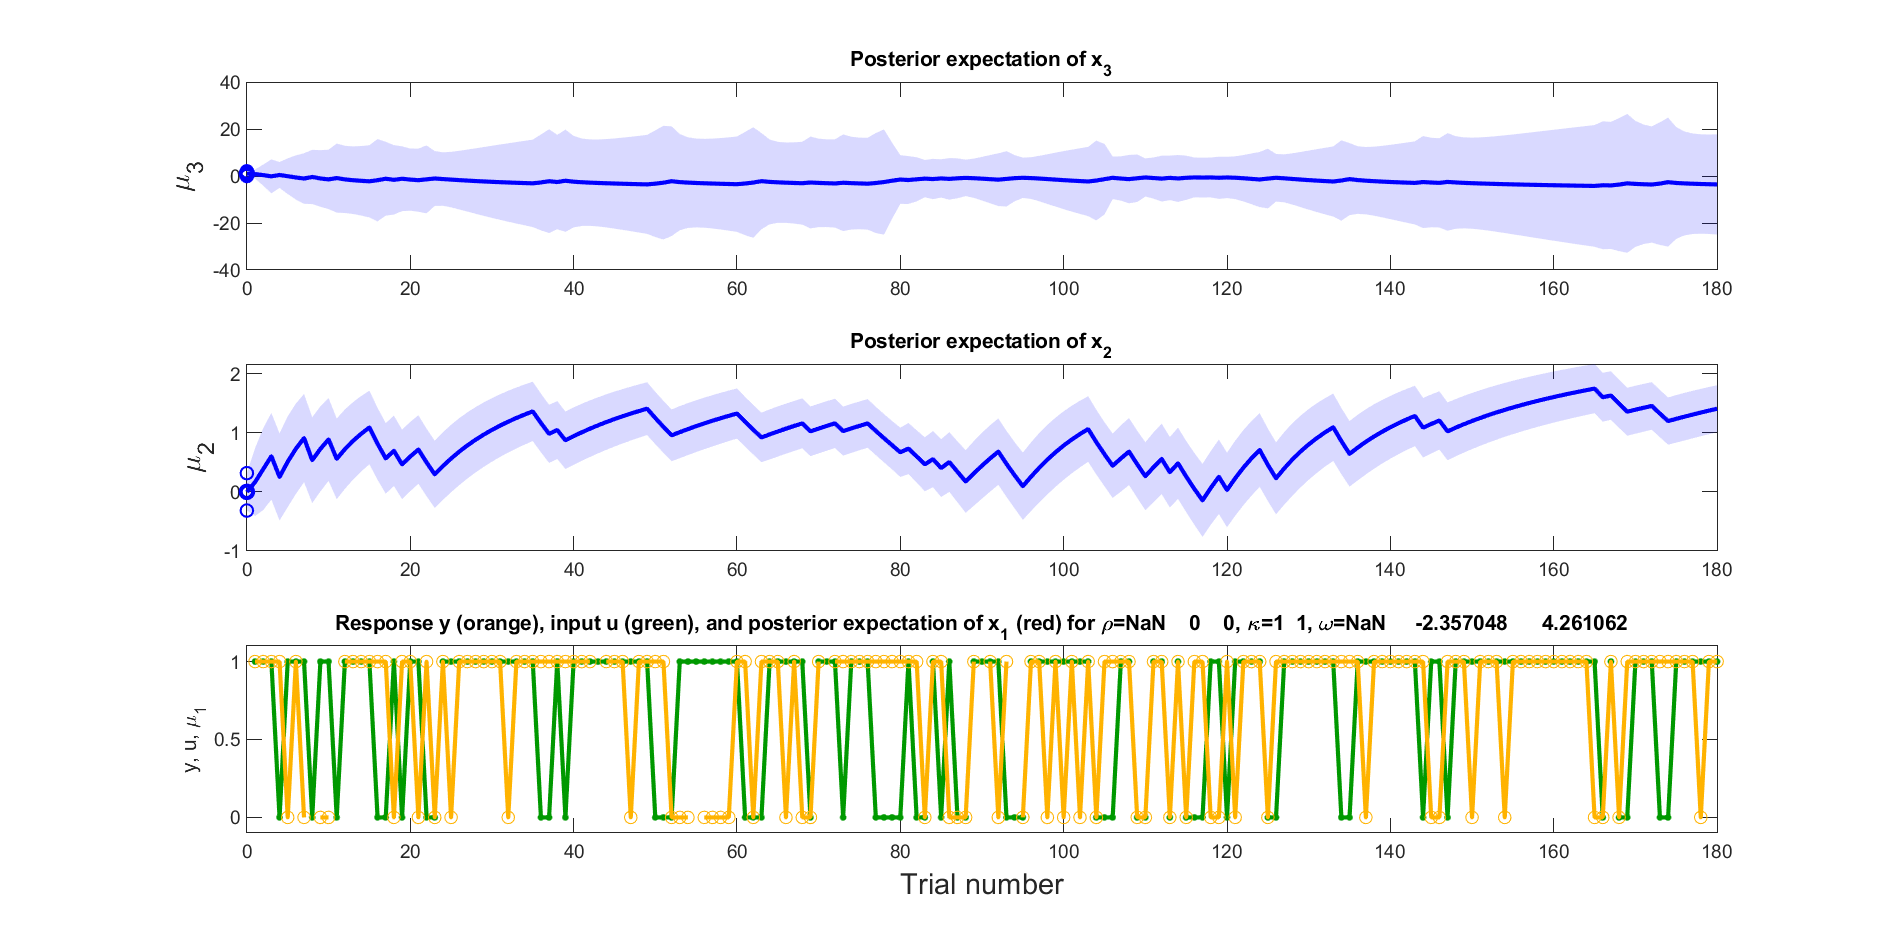 Posterior expectation of x3
μ3
40
20
0
-20
-40
0 20 40 60 80 100 120 140 160 180
Posterior expectation of x2
μ2
2
1
0
-1
0 20 40 60 80 100 120 140 160 180
Response y (orange), input u (green), and posterior expectation of x1 (red) for ρ=NaN 0 0, κ=1 1, ω=NaN -2.357048 4.261062
y, u, μ1
1
0.5
0
0 20 40 60 80 100 120 140 160 180
Trial number